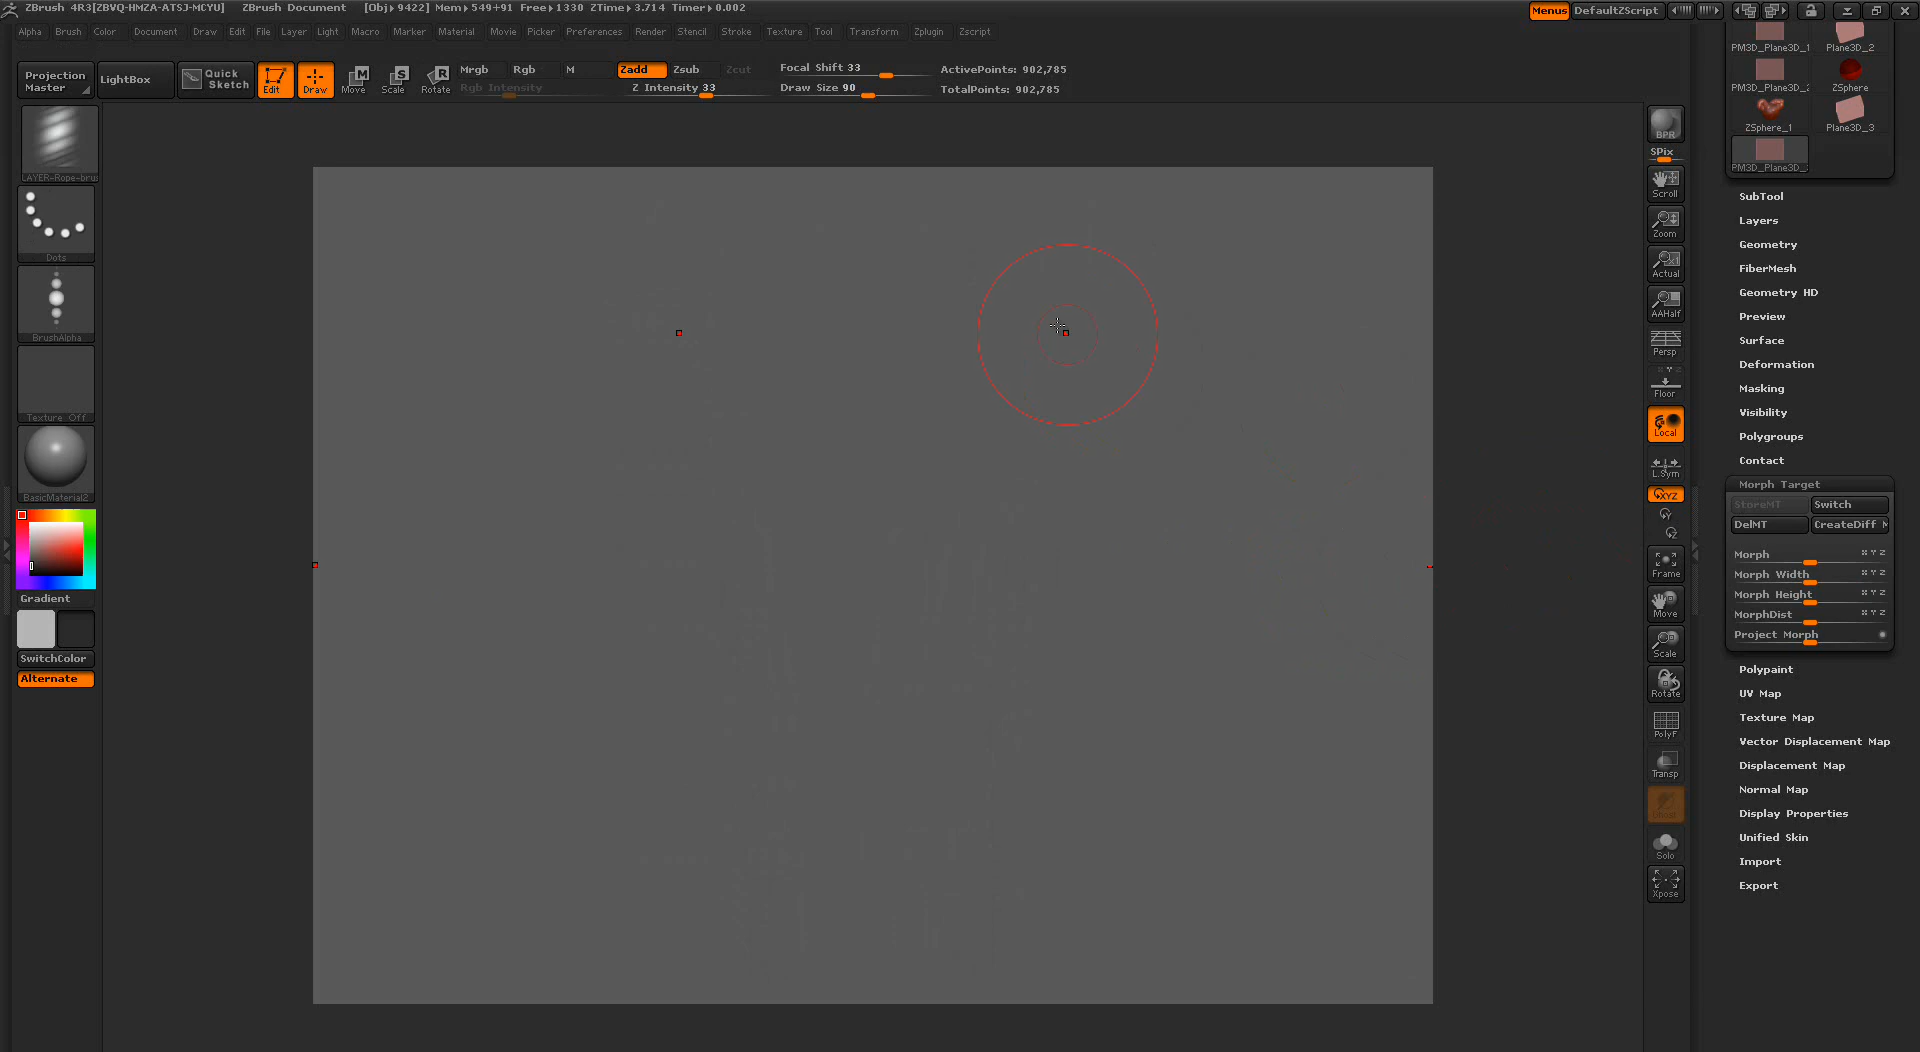 ZBrush 4R3[ZBVQ-HMZA-ATSJ-MCYU] ZBrush Document [Obj▸ 9422] Mem▸549+91 Free▸1330 ZTime▸3.714 Timer▸0.002
Menus DefaultZScript
Alpha Brush Color Document Draw Edit File Layer Light Macro Marker Material Movie Picker Preferences Render Stencil Stroke Texture Tool Transform Zplugin Zscript
Projection Master
LightBox
Quick Sketch
Edit
Draw
Move
Scale
Rotate
Mrgb Rgb M
Rgb Intensity
Zadd Zsub Zcut
Z Intensity 33
Focal Shift 33
Draw Size 90
ActivePoints: 902,785
TotalPoints: 902,785
LAYER-Rope-brus
Dots
BrushAlpha
Texture Off
BasicMaterial2
Gradient
SwitchColor
Alternate
BPR
SPix
Scroll
Zoom
Actual
AAHalf
Persp
Floor
Local
L.Sym
XYZ
Y
Z
Frame
Move
Scale
Rotate
PolyF
Transp
Solo
Xpose
PM3D_Plane3D_1 Plane3D_2
PM3D_Plane3D_2 ZSphere
ZSphere_1 Plane3D_3
PM3D_Plane3D_
SubTool
Layers
Geometry
FiberMesh
Geometry HD
Preview
Surface
Deformation
Masking
Visibility
Polygroups
Contact
Morph Target
StoreMT Switch
DelMT CreateDiff M
Morph X Y Z
Morph Width X Y Z
Morph Height X Y Z
MorphDist X Y Z
Project Morph
Polypaint
UV Map
Texture Map
Vector Displacement Map
Displacement Map
Normal Map
Display Properties
Unified Skin
Import
Export